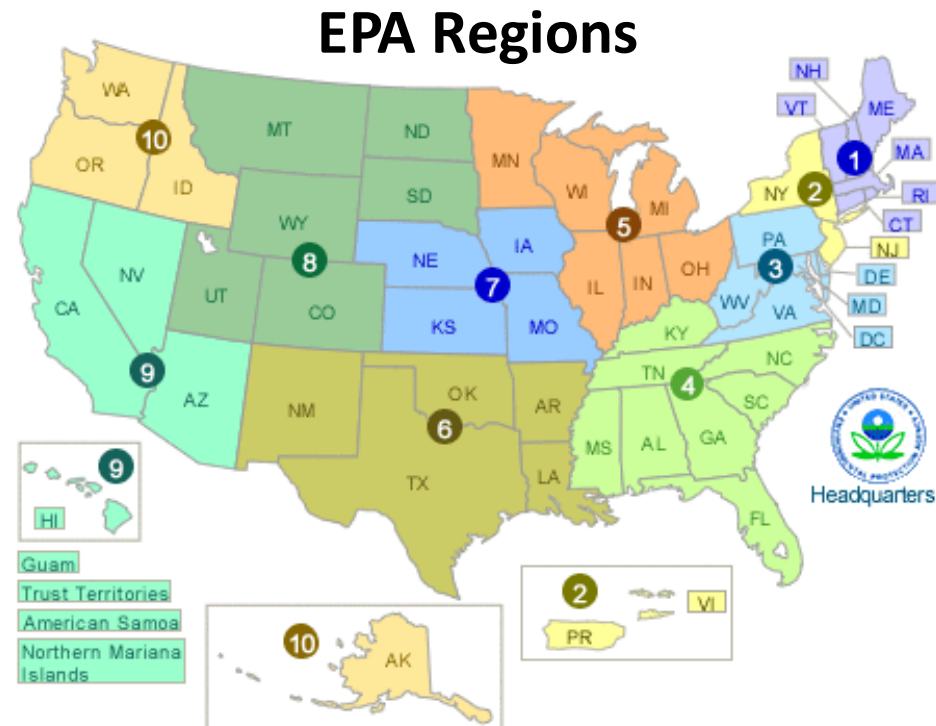 EPA Regions
NH
VT
ME
WA
MT
ND
10
MN
1
MA
OR
ID
SD
WI
MI
NY
2
RI
WY
5
CT
NV
8
NE
IA
PA
NJ
3
7
OH
DE
CA
UT
CO
IL
IN
WV
MD
KS
MO
VA
DC
KY
9
TN
NC
4
AZ
NM
OK
AR
SC
6
MS
AL
GA
UNITED STATES
9
TX
LA
Headquarters
HI
FL
Guam
Trust Territories
2
VI
American Samoa
10
PR
Northern Mariana
Islands
AK